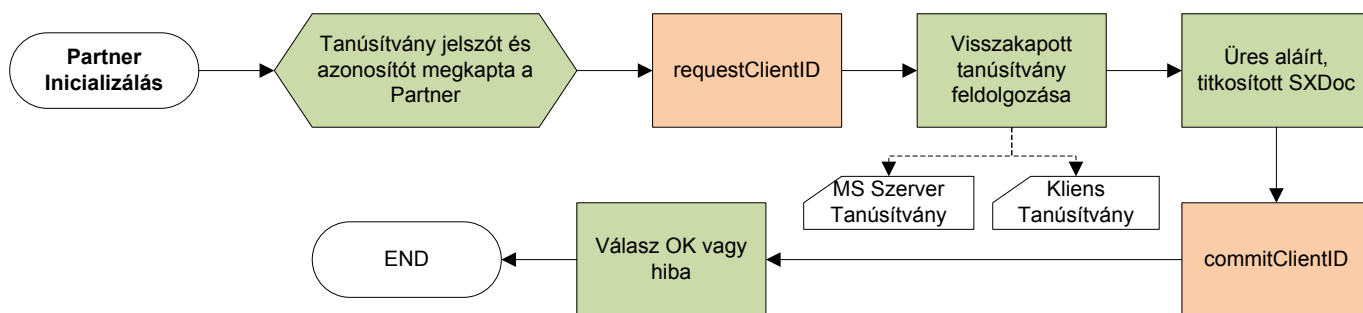 Partner
Inicializálás
Tanúsítvány jelszót és
azonosítót megkapta a
Partner
requestClientID
Visszakapott
tanúsítvány
feldolgozása
Üres aláírt,
titkosított SXDoc
MS Szerver
Tanúsítvány
Kliens
Tanúsítvány
END
Válasz OK vagy
hiba
commitClientID